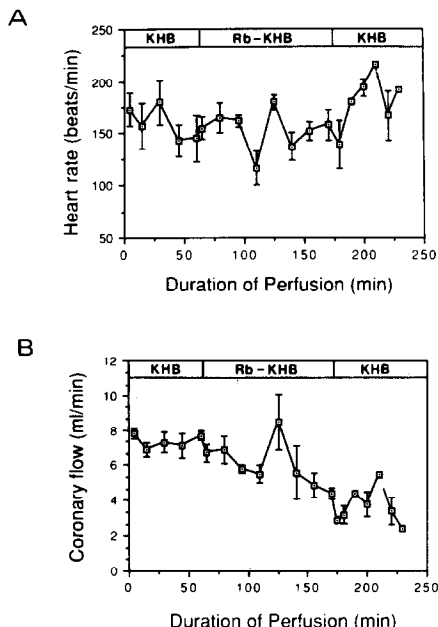 A
KHB Rb-KHB KHB
250
200
150
100
50
Heart rate (beats/min)
0 50 100 150 200 250
Duration of Perfusion (min)
B
KHB Rb-KHB KHB
12
10
8
6
4
2
0
Coronary flow (ml/min)
0 50 100 150 200 250
Duration of Perfusion (min)